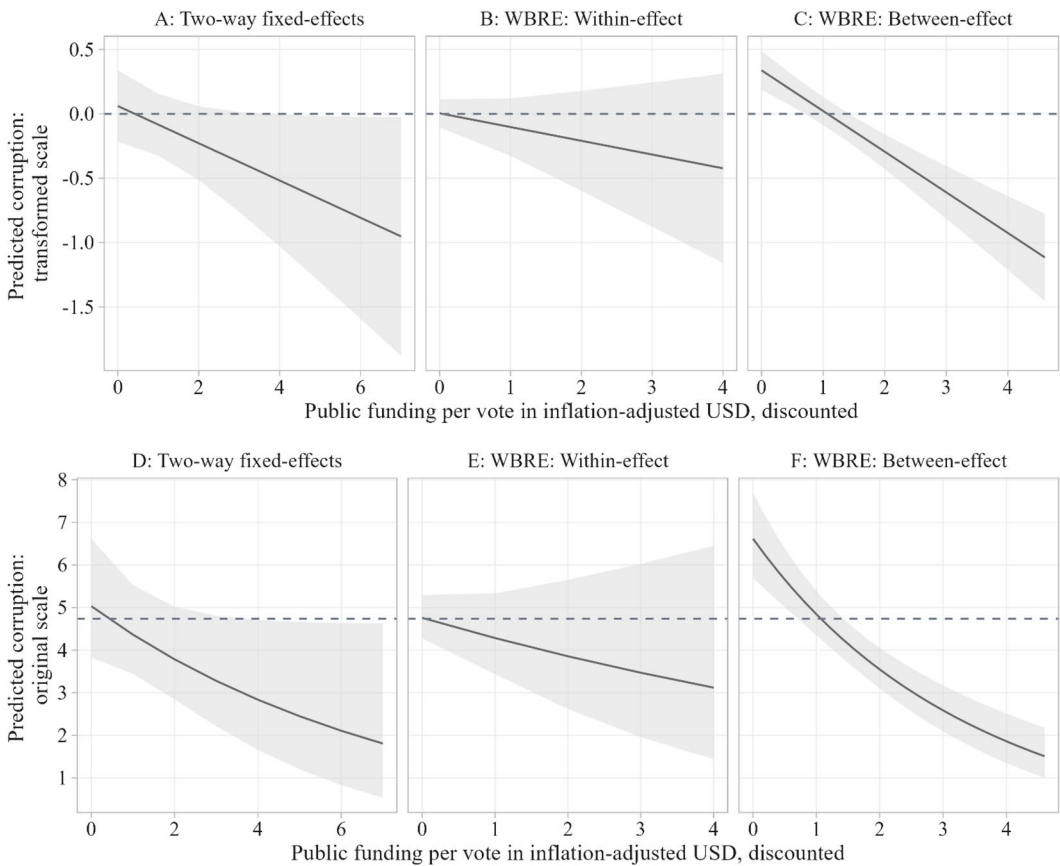 A: Two-way fixed-effects
B: WBRE: Within-effect
C: WBRE: Between-effect
Predicted corruption:
transformed scale
0.5
0.0
-0.5
-1.0
-1.5
0 2 4 6
0 1 2 3 4
0 1 2 3 4
Public funding per vote in inflation-adjusted USD, discounted
D: Two-way fixed-effects
E: WBRE: Within-effect
F: WBRE: Between-effect
Predicted corruption:
original scale
8
7
6
5
4
3
2
1
0 2 4 6
0 1 2 3 4
0 1 2 3 4
Public funding per vote in inflation-adjusted USD, discounted